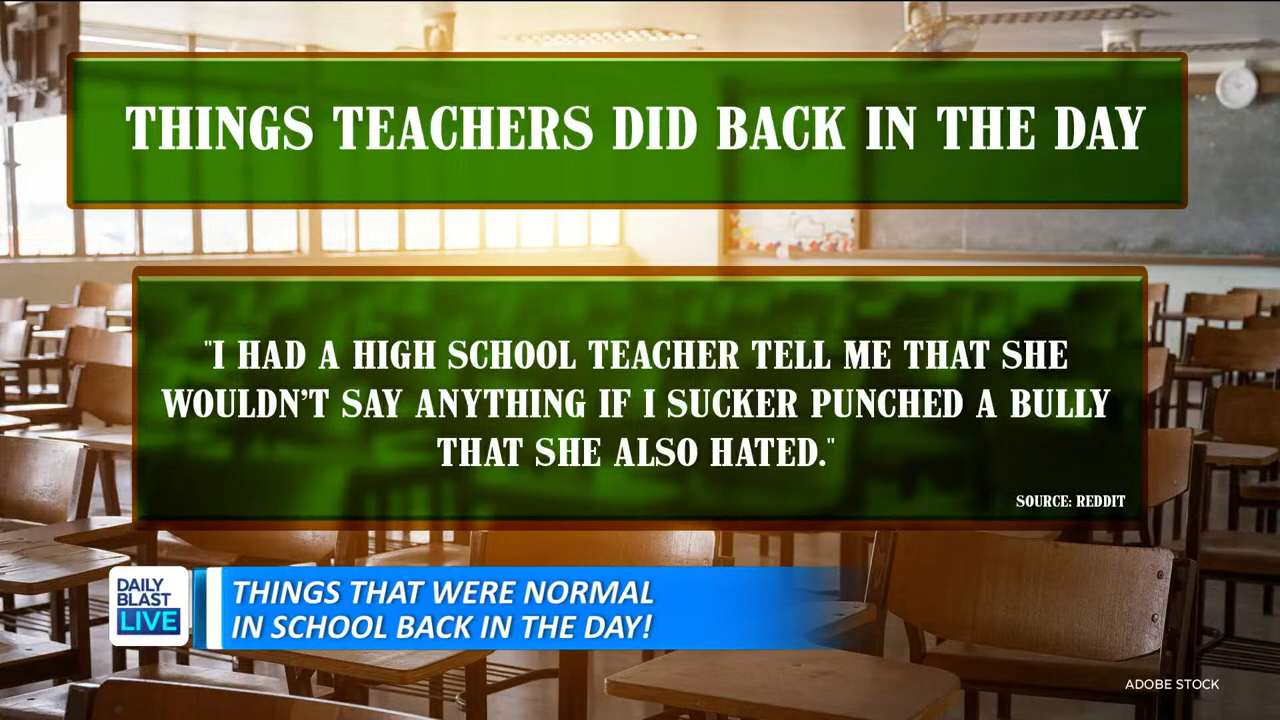 THINGS TEACHERS DID BACK IN THE DAY
"I HAD A HIGH SCHOOL TEACHER TELL ME THAT SHE
WOULDN'T SAY ANYTHING IF I SUCKER PUNCHED A BULLY
THAT SHE ALSO HATED."
SOURCE: REDDIT
DAILY
BLAST
LIVE
THINGS THAT WERE NORMAL
IN SCHOOL BACK IN THE DAY!
ADOBE STOCK